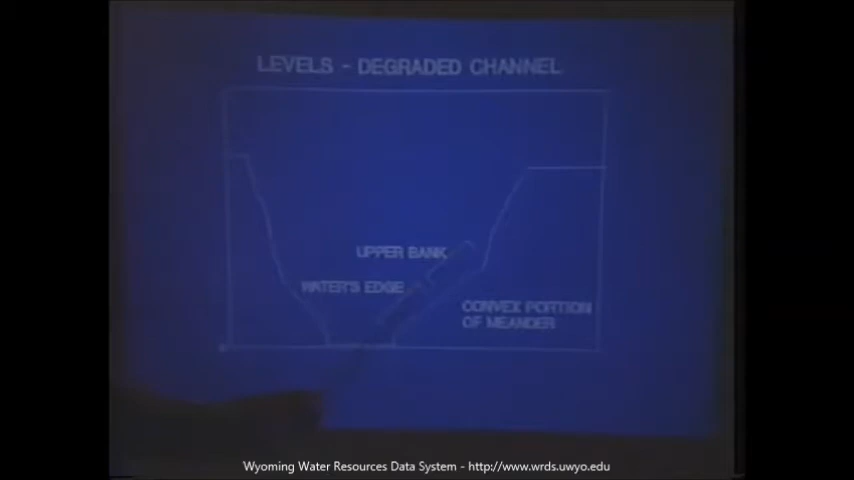 LEVELS - DEGRADED CHANNEL
UPPER BANK
WATER'S EDGE
CONVEX PORTION
OF MEANDER
Wyoming Water Resources Data System - http://www.wrds.uwyo.edu